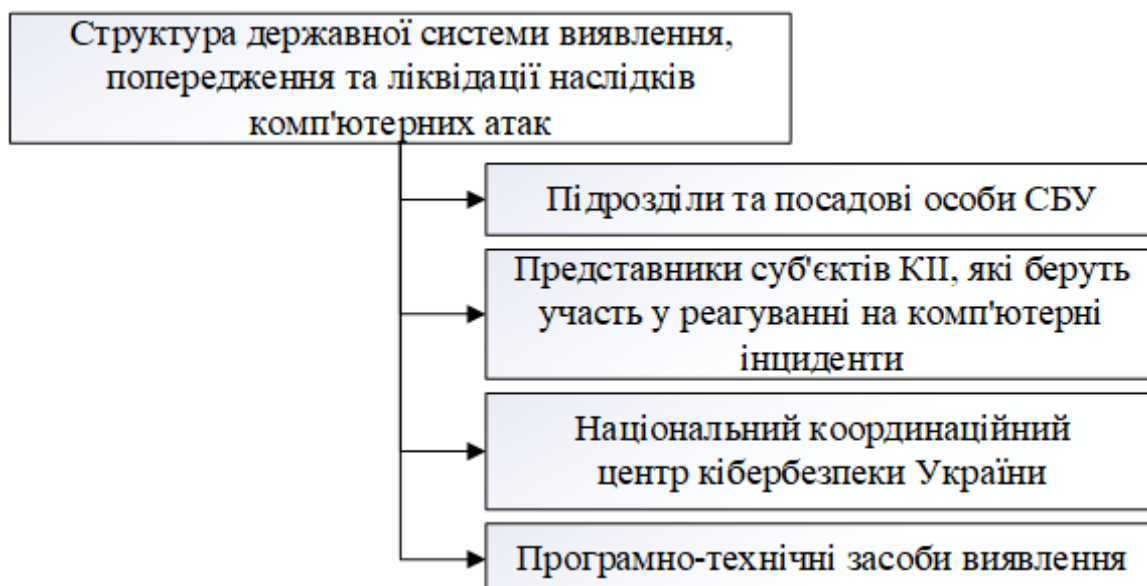 Структура державної системи виявлення,
попередження та ліквідації наслідків
комп'ютерних атак
Підрозділи та посадові особи СБУ
Представники суб'єктів КІІ, які беруть
участь у реагуванні на комп'ютерні
інциденти
Національний координаційний
центр кібербезпеки України
Програмно-технічні засоби виявлення